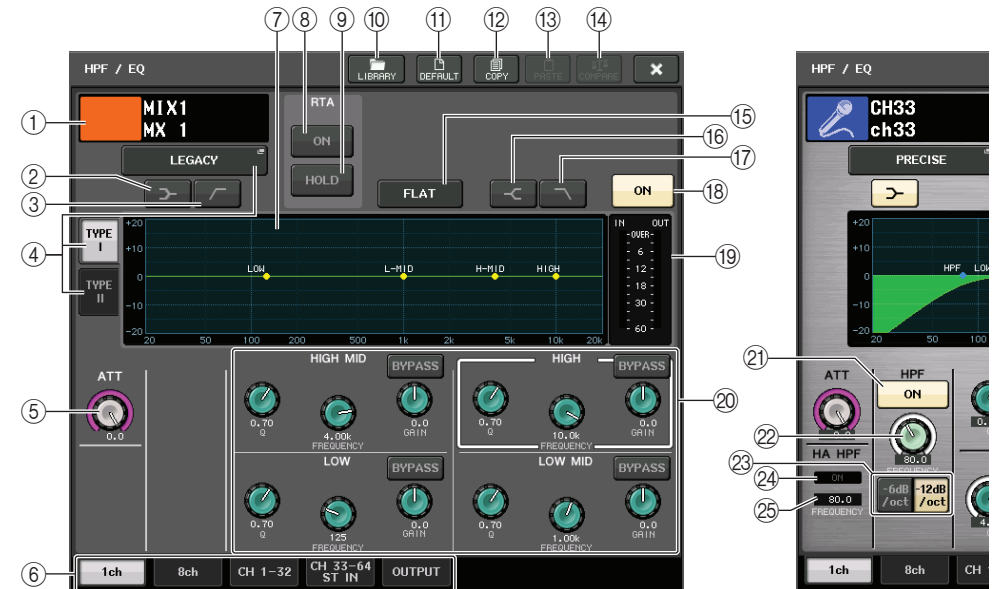 ⑦ ⑧ ⑨ ⑩ ⑪ ⑫ ⑬ ⑭
HPF / EQ
LIBRARY DEFAULT COPY PASTE COMPARE ×
① MIX1
MX 1
RTA
ON
HOLD
LEGACY
②
③
④
FLAT
⑮
⑯
⑰
ON
⑱
TYPE
I
TYPE
II
+20
+10
0
-10
-20
20 50 100 200 500 1k 2k 5k 10k 20k
LOW L-MID H-MID HIGH
IN OUT
-OVER-
6
12
18
30
60
⑲
ATT
⑤
0.0
HIGH MID
BYPASS
0.70
Q
4.00k
FREQUENCY
0.0
GAIN
HIGH
BYPASS
0.70
Q
10.0k
FREQUENCY
0.0
GAIN
⑳
LOW
BYPASS
0.70
Q
125
FREQUENCY
0.0
GAIN
LOW MID
BYPASS
0.70
Q
1.00k
FREQUENCY
0.0
GAIN
⑥
1ch 8ch CH 1-32 CH 33-64
ST IN OUTPUT
HPF / EQ
CH33
ch33
PRECISE
+20
+10
0
-10
-20
20 50 100
HPF LOW
㉑
ATT
0.0
HPF
ON
㉒
80.0
FREQUENCY
㉓
HA HPF
㉔
ON
㉕
80.0
FREQUENCY
-6dB
/oct
-12dB
/oct
1ch 8ch CH